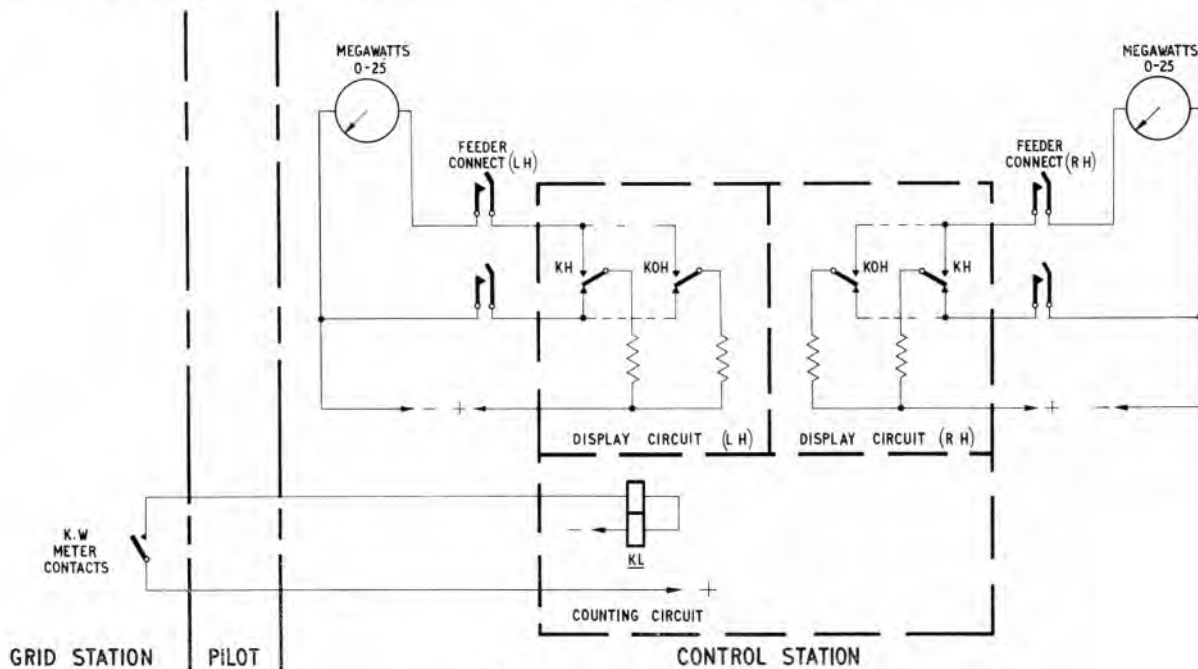 MEGAWATTS
0-25
MEGAWATTS
0-25
FEEDER
CONNECT (LH)
FEEDER
CONNECT (RH)
KH
KOH
KOH
KH
- +
+ -
DISPLAY CIRCUIT (LH)
DISPLAY CIRCUIT (RH)
K.W
METER
CONTACTS
-
KL
+
COUNTING CIRCUIT
GRID STATION
PILOT
CONTROL STATION